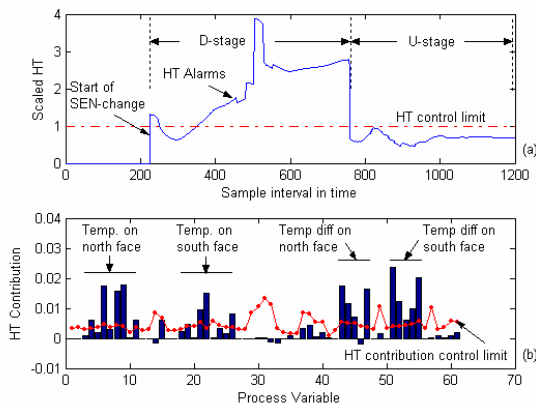 4
3
2
1
0
Scaled HT
D-stage
U-stage
HT Alarms
Start of
SEN-change
HT control limit
0 200 400 600 800 1000 1200
Sample interval in time
(a)
0.04
0.03
0.02
0.01
0
-0.01
HT Contribution
Temp. on
north face
Temp. on
south face
Temp diff on
north face
Temp diff on
south face
HT contribution control limit
(b)
0 10 20 30 40 50 60 70
Process Variable